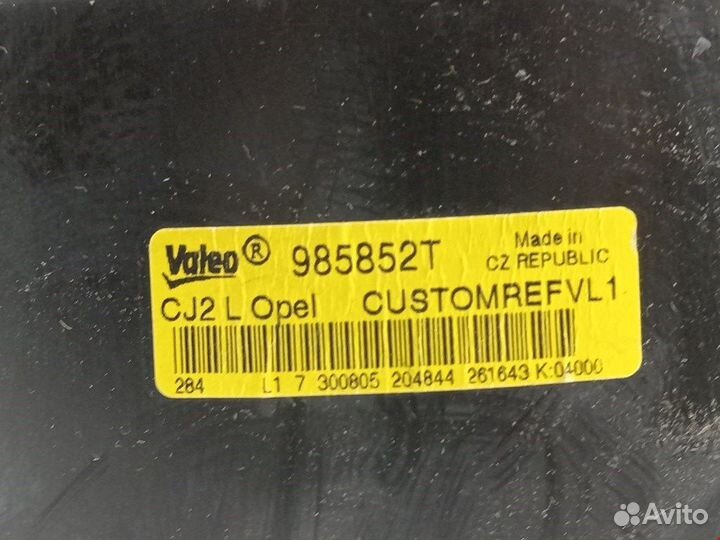 Valeo® 985852T Made in
CZ REPUBLIC
CJ2 L Opel CUSTOMREFVL1
284 L1 7 300805 204844 261643 K:04000
Avito